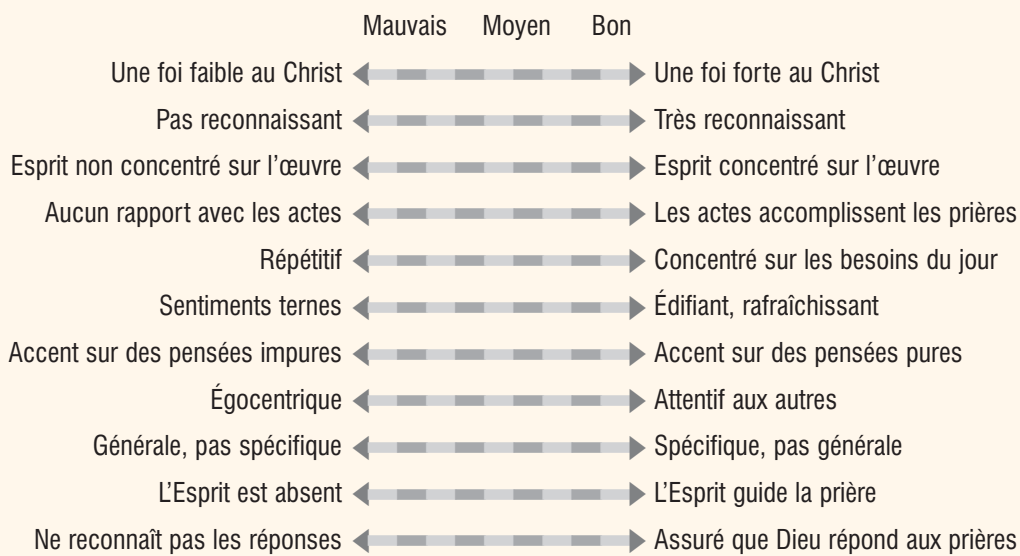 Mauvais Moyen Bon
Une foi faible au Christ Une foi forte au Christ
Pas reconnaissant Très reconnaissant
Esprit non concentré sur l’œuvre Esprit concentré sur l’œuvre
Aucun rapport avec les actes Les actes accomplissent les prières
Répétitif Concentré sur les besoins du jour
Sentiments ternes Édifiant, rafraîchissant
Accent sur des pensées impures Accent sur des pensées pures
Égocentrique Attentif aux autres
Générale, pas spécifique Spécifique, pas générale
L’Esprit est absent L’Esprit guide la prière
Ne reconnaît pas les réponses Assuré que Dieu répond aux prières